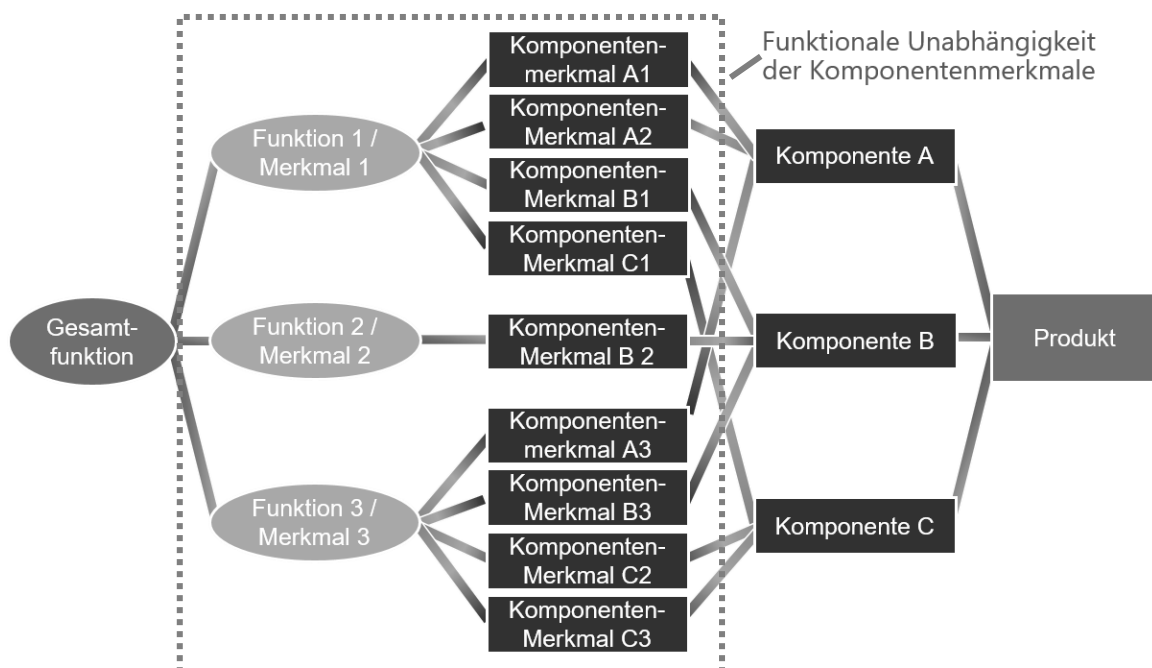 Komponenten-
merkmal A1
Funktionale Unabhängigkeit
der Komponentenmerkmale
Komponenten-
Merkmal A2
Funktion 1 /
Merkmal 1
Komponente A
Komponenten-
Merkmal B1
Komponenten-
Merkmal C1
Gesamt-
funktion
Funktion 2 /
Merkmal 2
Komponenten-
Merkmal B 2
Komponente B
Produkt
Komponenten-
merkmal A3
Komponenten-
Merkmal B3
Funktion 3 /
Merkmal 3
Komponente C
Komponenten-
Merkmal C2
Komponenten-
Merkmal C3